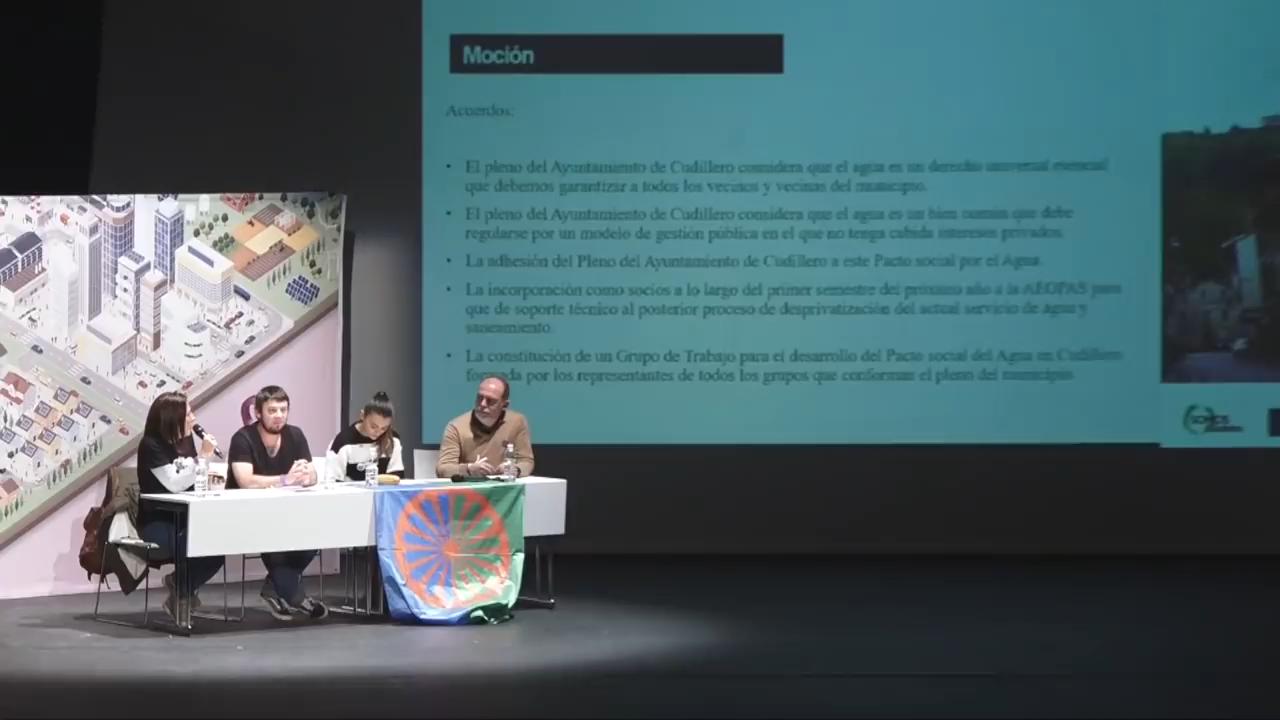 Moción
Acuerdos:
• El pleno del Ayuntamiento de Cudillero considera que el agua es un derecho universal esencial
que debemos garantizar a todos los vecinos y vecinas del municipio.
• El pleno del Ayuntamiento de Cudillero considera que el agua es un bien común que debe
regularse por un modelo de gestión pública en el que no tenga cabida intereses privados.
• La adhesión del Pleno del Ayuntamiento de Cudillero a este Pacto social por el Agua.
• La incorporación como socios a lo largo del primer semestre del próximo año a la AEOPAS para
que de soporte técnico al posterior proceso de desprivatización del actual servicio de Agua y
saneamiento.
• La constitución de un Grupo de Trabajo para el desarrollo del Pacto social del Agua en Cudillero
formada por los representantes de todos los grupos que conforman el pleno del municipio.